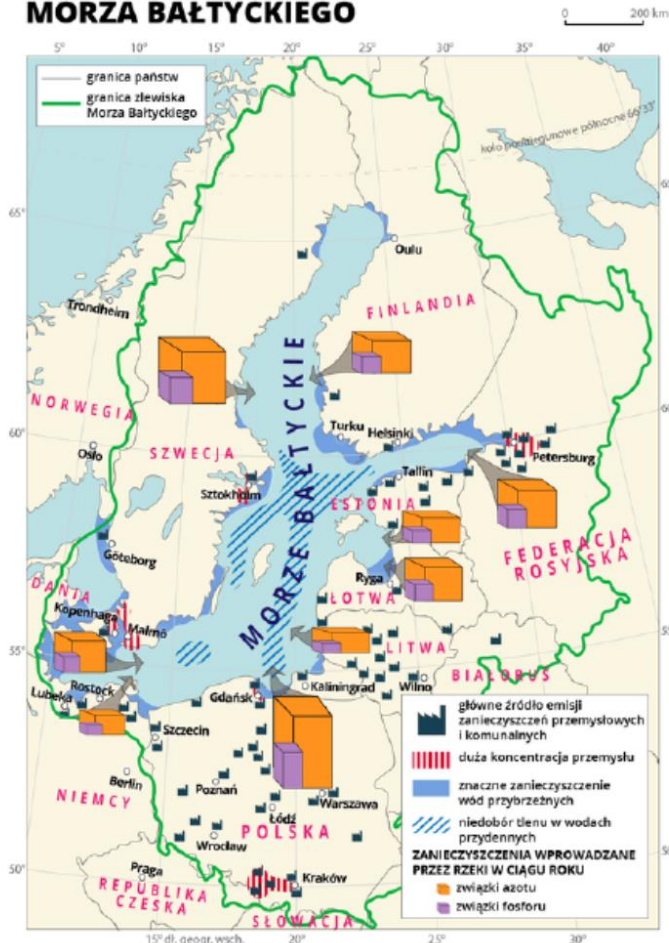 MORZA BAŁTYCKIEGO
0 200 km
5° 10° 15° 20° 25° 30° 35° 40°
granica państw
granica zlewiska
Morza Bałtyckiego
koło podbiegunowe północne 66°33'
65°
Oulu
Trondheim
FINLANDIA
NORWEGIA
60°
Oslo
SZWECJA
Turku
Helsinki
Petersburg
Sztokholm
Tallin
ESTONIA
MORZE BAŁTYCKIE
FEDERACJA
ROSYJSKA
Göteborg
Ryga
DANIA
ŁOTWA
Kopenhaga
Malmö
55°
LITWA
BIAŁORUŚ
Lubeka
Rostock
Gdańsk
Kaliningrad
Wilno
Szczecin
Berlin
Poznań
Warszawa
NIEMCY
Łódź
POLSKA
Wrocław
50°
Praga
Kraków
REPUBLIKA
CZESKA
SŁOWACJA
główne źródło emisji
zanieczyszczeń przemysłowych
i komunalnych
duża koncentracja przemysłu
znaczne zanieczyszczenie
wód przybrzeżnych
niedobór tlenu w wodach
przydennych
ZANIECZYSZCZENIA WPROWADZANE
PRZEZ RZEKI W CIĄGU ROKU
związki azotu
związki fosforu
15° dł. geogr. wsch. 20° 25° 30°